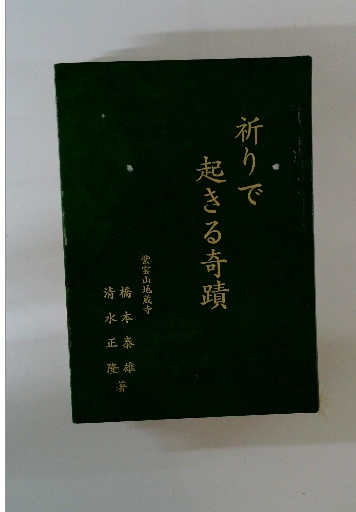 祈りで
起きる奇蹟
紫雲山地蔵寺
橋本泰雄
清水正隆
著